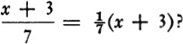 (x + 3)/7 = 1/7(x + 3)?